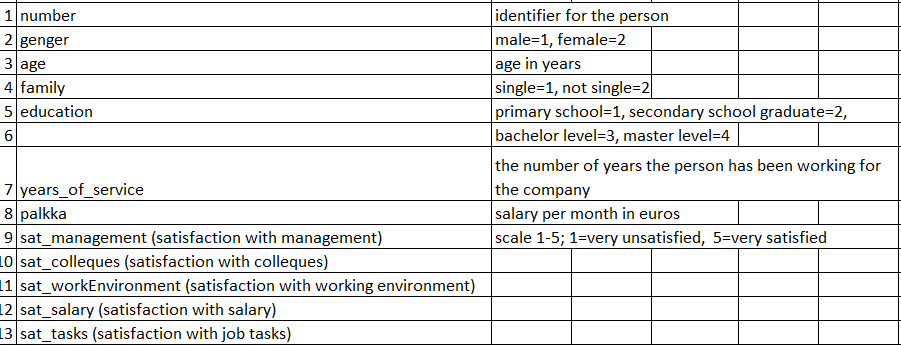 1 number identifier for the person
2 genger male=1, female=2
3 age age in years
4 family single=1, not single=2
5 education primary school=1, secondary school graduate=2,
6 bachelor level=3, master level=4
the number of years the person has been working for
7 years_of_service the company
8 palkka salary per month in euros
9 sat_management (satisfaction with management) scale 1-5; 1=very unsatisfied, 5=very satisfied
10 sat_colleques (satisfaction with colleques)
11 sat_workEnvironment (satisfaction with working environment)
12 sat_salary (satisfaction with salary)
13 sat_tasks (satisfaction with job tasks)